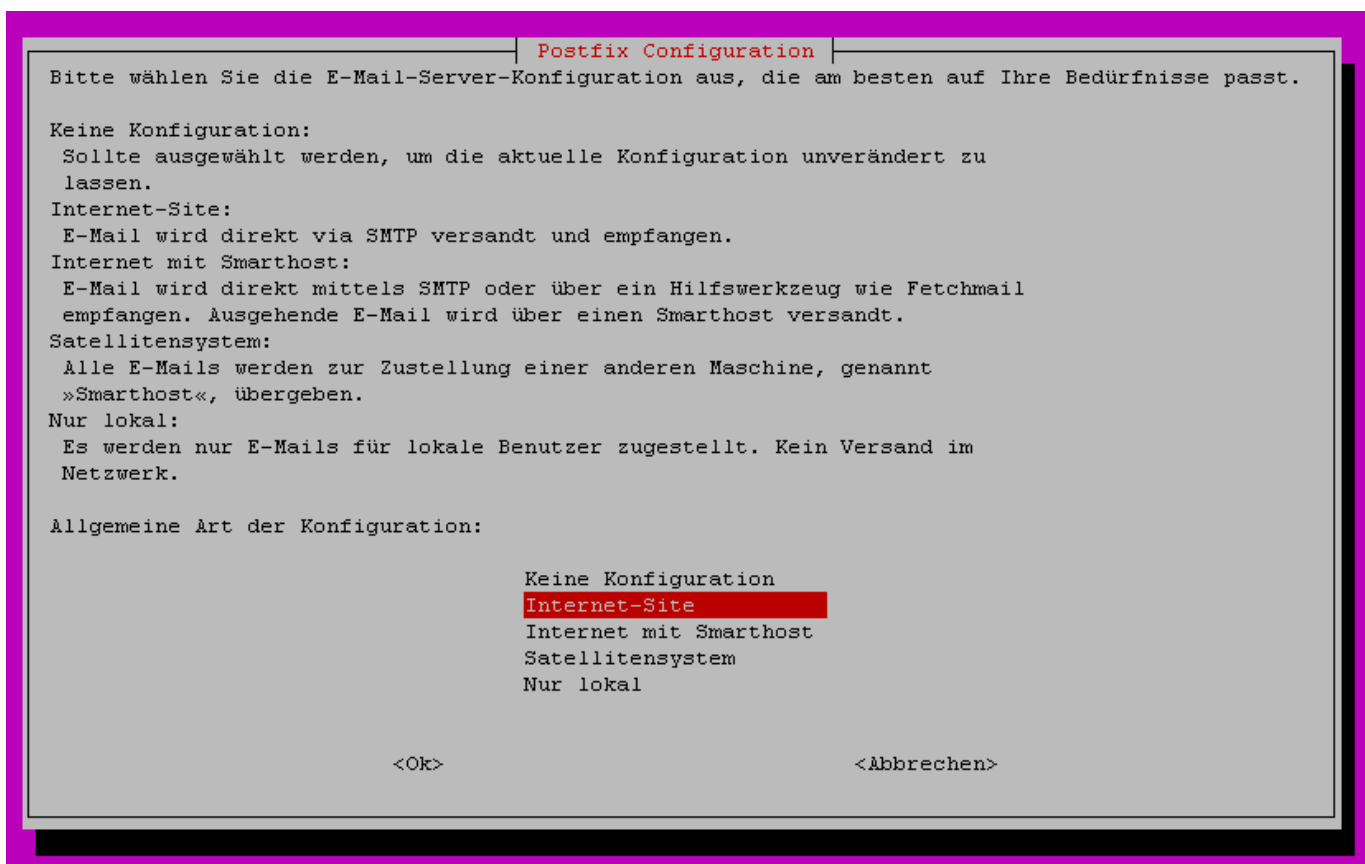 Postfix Configuration
Bitte wählen Sie die E-Mail-Server-Konfiguration aus, die am besten auf Ihre Bedürfnisse passt.
Keine Konfiguration:
Sollte ausgewählt werden, um die aktuelle Konfiguration unverändert zu
lassen.
Internet-Site:
E-Mail wird direkt via SMTP versandt und empfangen.
Internet mit Smarthost:
E-Mail wird direkt mittels SMTP oder über ein Hilfswerkzeug wie Fetchmail
empfangen. Ausgehende E-Mail wird über einen Smarthost versandt.
Satellitensystem:
Alle E-Mails werden zur Zustellung einer anderen Maschine, genannt
»Smarthost«, übergeben.
Nur lokal:
Es werden nur E-Mails für lokale Benutzer zugestellt. Kein Versand im
Netzwerk.
Allgemeine Art der Konfiguration:
Keine Konfiguration
Internet-Site
Internet mit Smarthost
Satellitensystem
Nur lokal
<Ok> <Abbrechen>